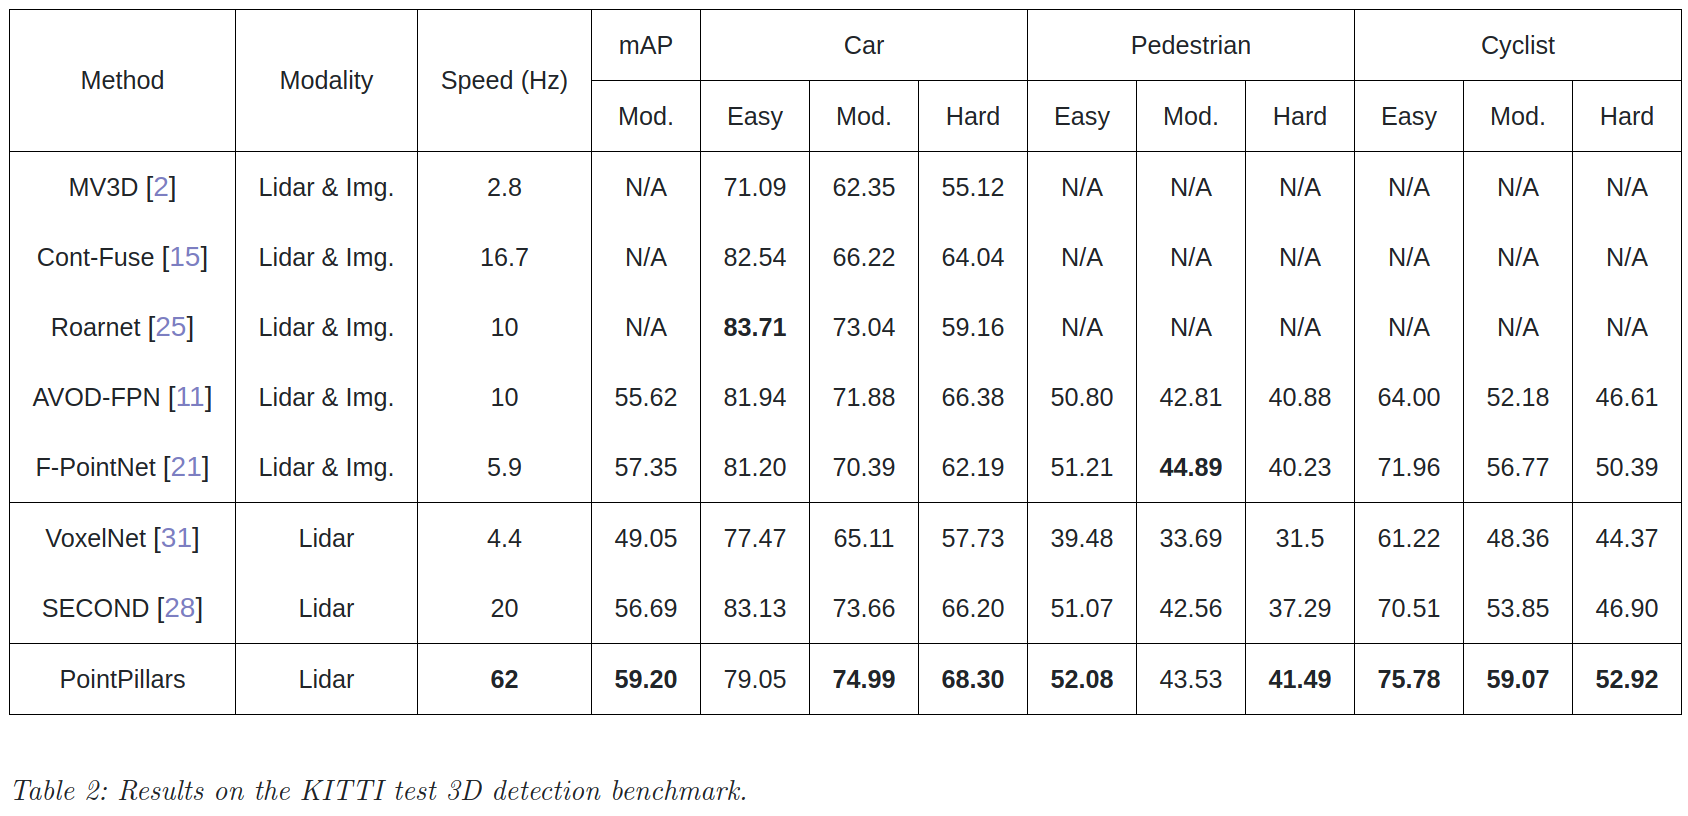 Method Modality Speed (Hz) mAP Car Pedestrian Cyclist
Mod. Easy Mod. Hard Easy Mod. Hard Easy Mod. Hard
MV3D [2] Lidar & Img. 2.8 N/A 71.09 62.35 55.12 N/A N/A N/A N/A N/A N/A
Cont-Fuse [15] Lidar & Img. 16.7 N/A 82.54 66.22 64.04 N/A N/A N/A N/A N/A N/A
Roarnet [25] Lidar & Img. 10 N/A 83.71 73.04 59.16 N/A N/A N/A N/A N/A N/A
AVOD-FPN [11] Lidar & Img. 10 55.62 81.94 71.88 66.38 50.80 42.81 40.88 64.00 52.18 46.61
F-PointNet [21] Lidar & Img. 5.9 57.35 81.20 70.39 62.19 51.21 44.89 40.23 71.96 56.77 50.39
VoxelNet [31] Lidar 4.4 49.05 77.47 65.11 57.73 39.48 33.69 31.5 61.22 48.36 44.37
SECOND [28] Lidar 20 56.69 83.13 73.66 66.20 51.07 42.56 37.29 70.51 53.85 46.90
PointPillars Lidar 62 59.20 79.05 74.99 68.30 52.08 43.53 41.49 75.78 59.07 52.92
Table 2: Results on the KITTI test 3D detection benchmark.